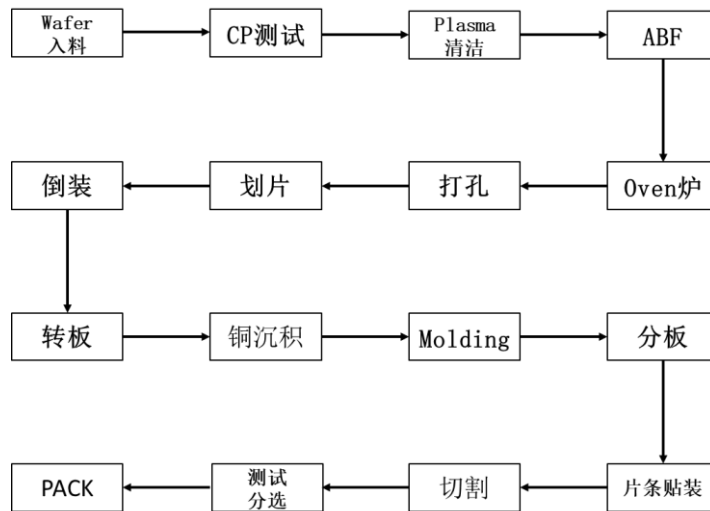 Wafer
入料
CP测试
Plasma
清洁
ABF
倒装
划片
打孔
Oven炉
转板
铜沉积
Molding
分板
PACK
测试
分选
切割
片条贴装